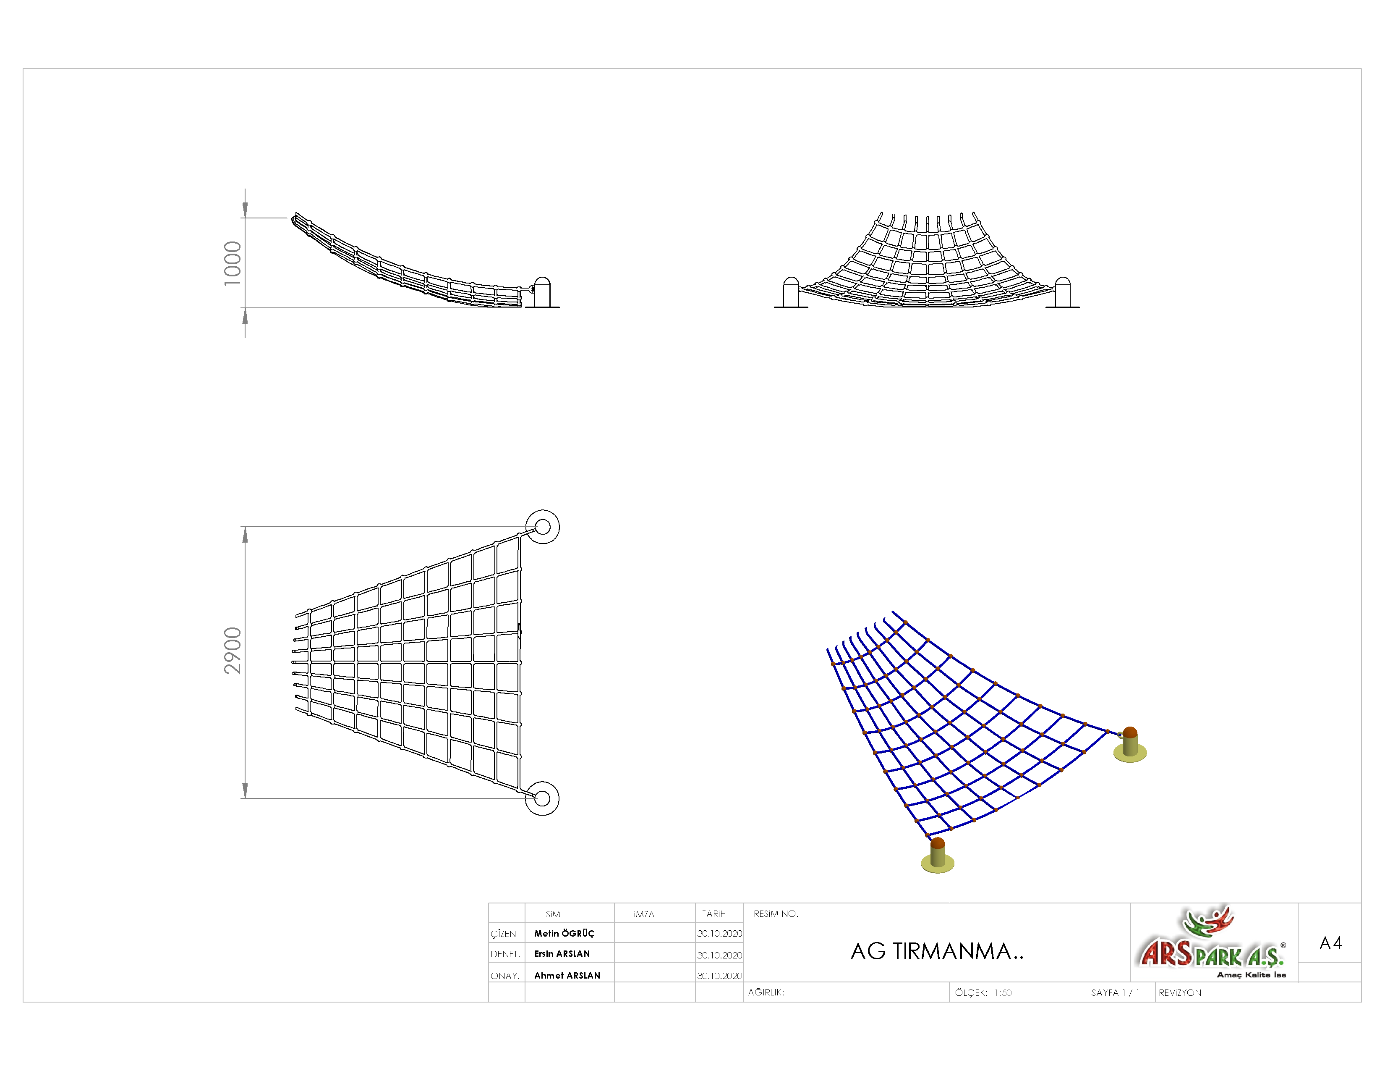 1000
2900
İSİM İMZA TARİH RESİM NO.
ÇİZEN Metin ÖGRÜÇ 30.10.2020
DENET. Ersin ARSLAN 30.10.2020
ONAY. Ahmet ARSLAN 30.10.2020
AG TIRMANMA..
ARSPARK A.Ş.®
Amaç Kalite İse
A4
AĞIRLIK: ÖLÇEK: 1:50 SAYFA 1 / 1 REVİZYON